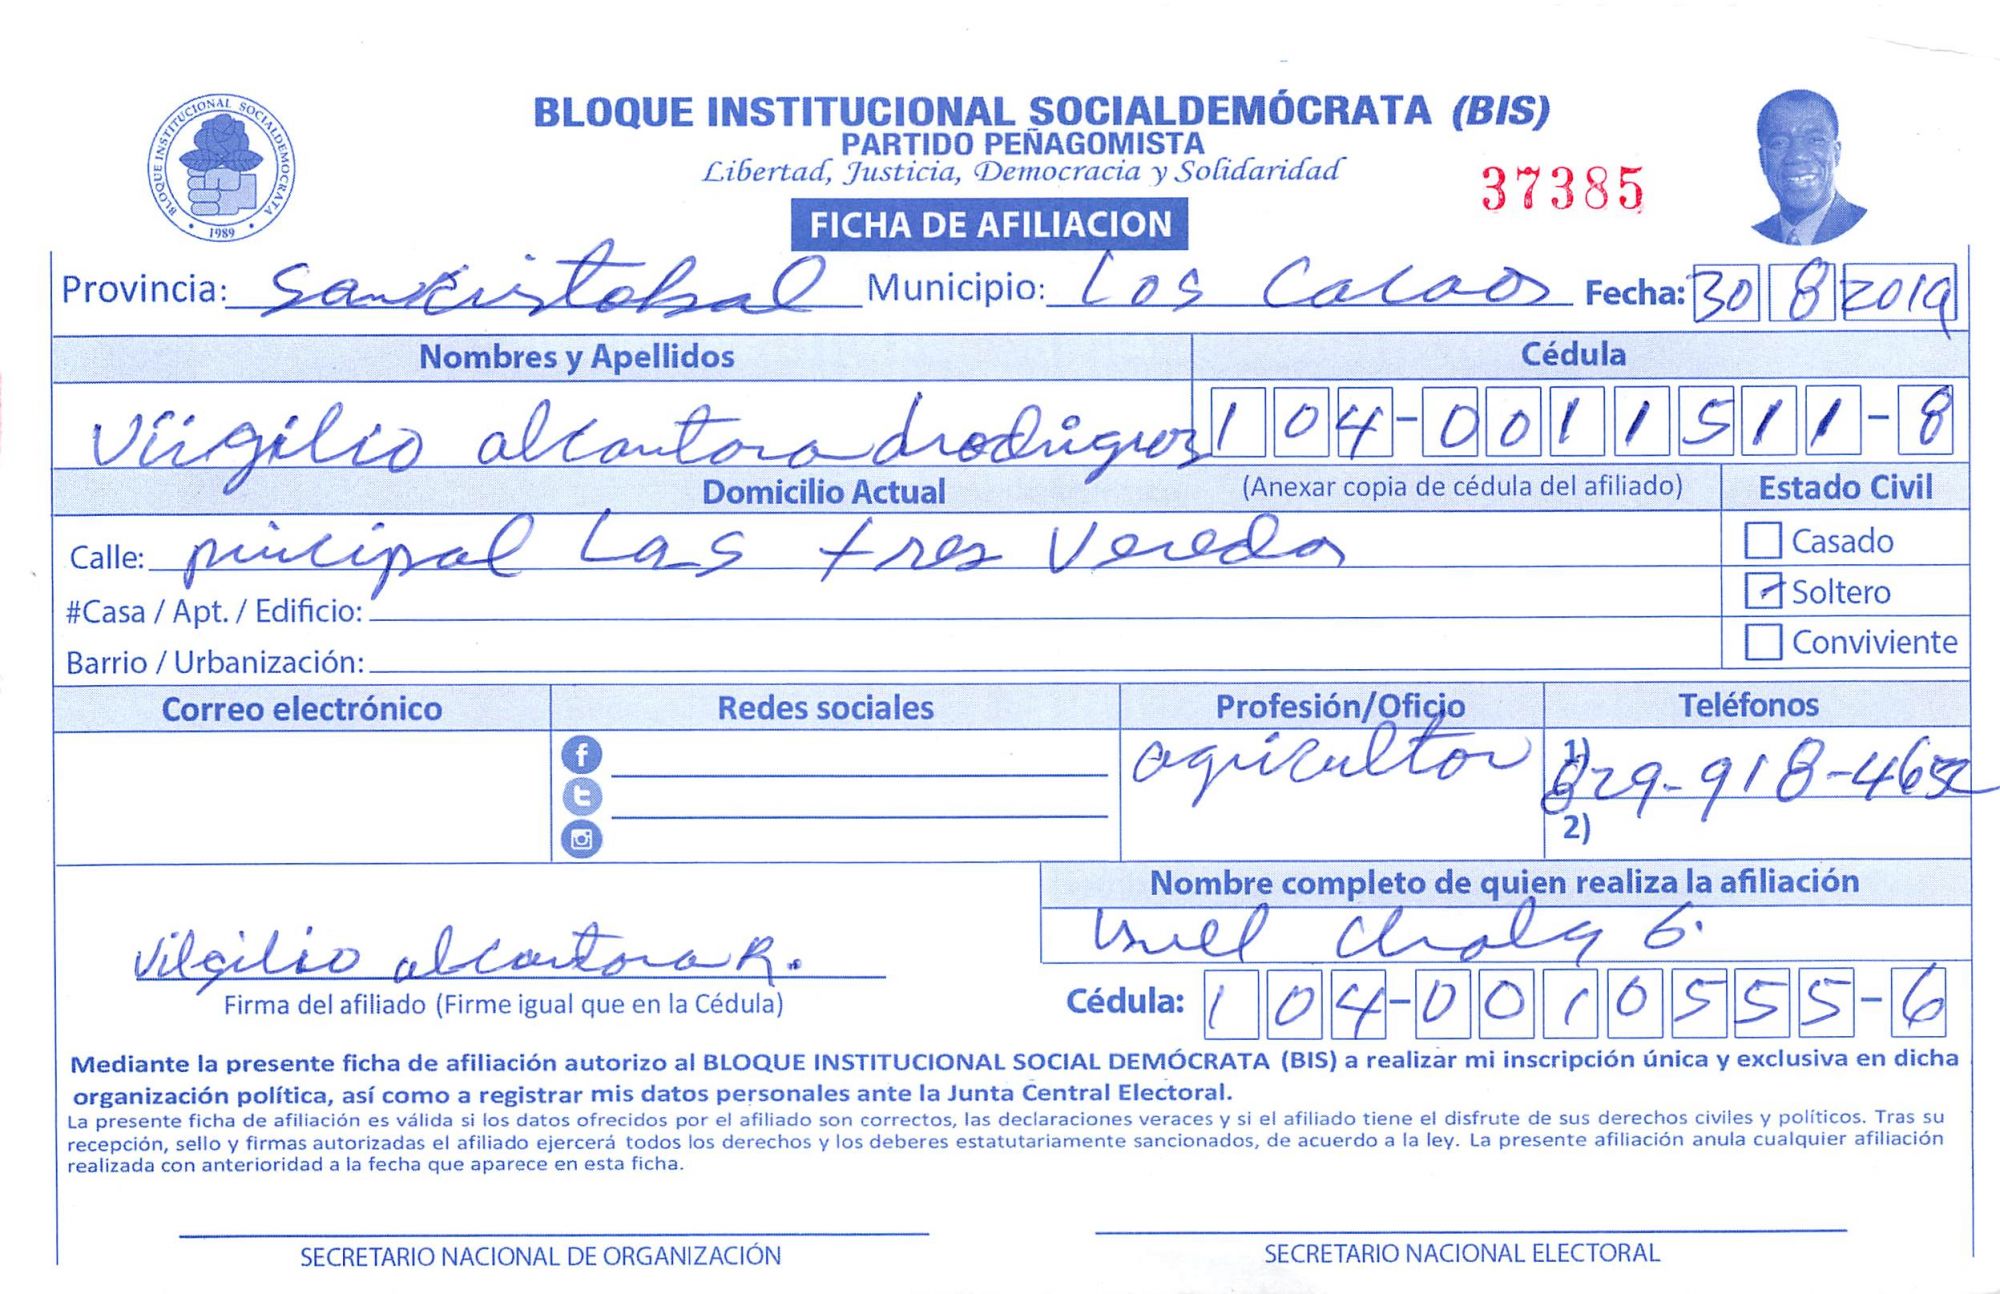 BLOQUE INSTITUCIONAL SOCIALDEMÓCRATA (BIS)
PARTIDO PEÑAGOMISTA
Libertad, Justicia, Democracia y Solidaridad
37385
BLOQUE INSTITUCIONAL SOCIALDEMOCRATA
1989
FICHA DE AFILIACION
Provincia: San Cristobal Municipio: Los Cacaos Fecha: 30 8 2019
Nombres y Apellidos Cédula
Virgilio alcantara drodriguez 104-0011511-8
Domicilio Actual (Anexar copia de cédula del afiliado) Estado Civil
Calle: principal Las tres Veredas Casado
#Casa / Apt. / Edificio: Soltero
Barrio / Urbanización: Conviviente
Correo electrónico Redes sociales Profesión/Oficio Teléfonos
agricultor 1) 829-918-4652
2)
Nombre completo de quien realiza la afiliación
G.
Vilgilio alcantara R.
Firma del afiliado (Firme igual que en la Cédula) Cédula: 104-0010555-6
Mediante la presente ficha de afiliación autorizo al BLOQUE INSTITUCIONAL SOCIAL DEMÓCRATA (BIS) a realizar mi inscripción única y exclusiva en dicha
organización política, así como a registrar mis datos personales ante la Junta Central Electoral.
La presente ficha de afiliación es válida si los datos ofrecidos por el afiliado son correctos, las declaraciones veraces y si el afiliado tiene el disfrute de sus derechos civiles y políticos. Tras su
recepción, sello y firmas autorizadas el afiliado ejercerá todos los derechos y los deberes estatutariamente sancionados, de acuerdo a la ley. La presente afiliación anula cualquier afiliación
realizada con anterioridad a la fecha que aparece en esta ficha.
SECRETARIO NACIONAL DE ORGANIZACIÓN SECRETARIO NACIONAL ELECTORAL